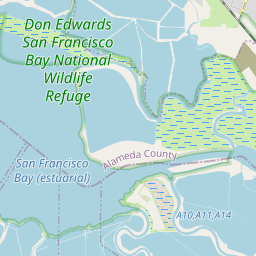 Don Edwards
San Francisco
Bay National
Wildlife
Refuge
Alameda County
San Francisco
Bay (estuarial)
A10,A11,A14